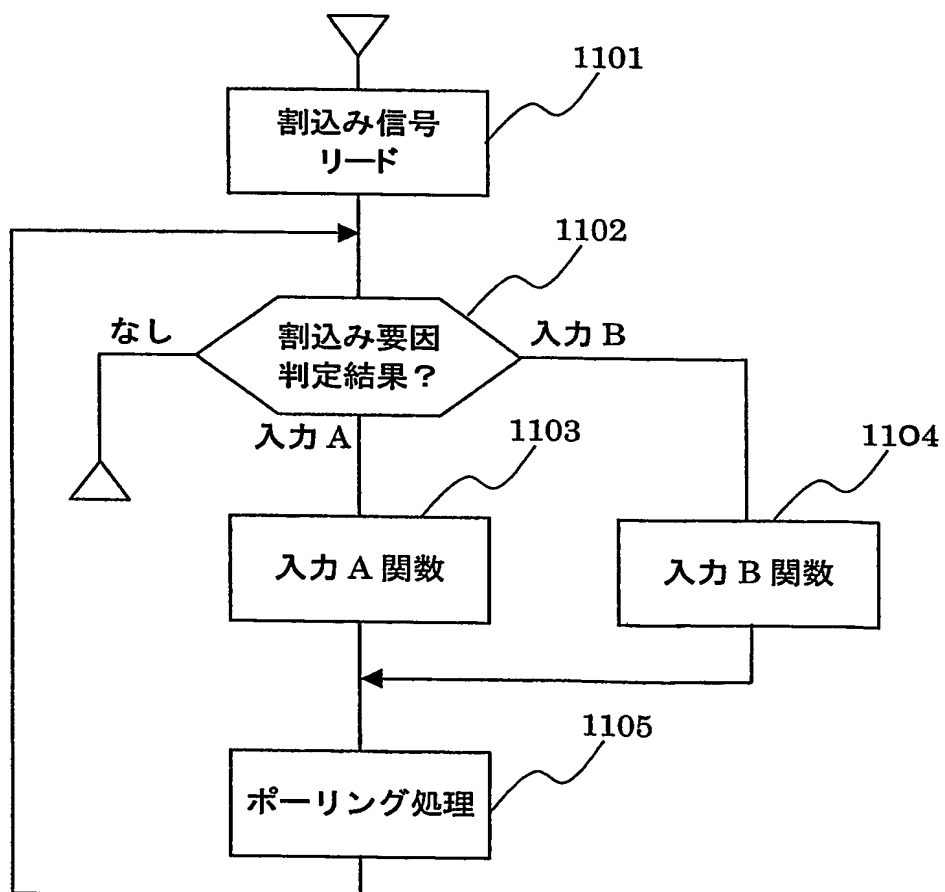 1101
割込み信号
リード
1102
なし
割込み要因
判定結果?
入力 B
入力 A
1103
1104
入力 A 関数
入力 B 関数
1105
ポーリング処理